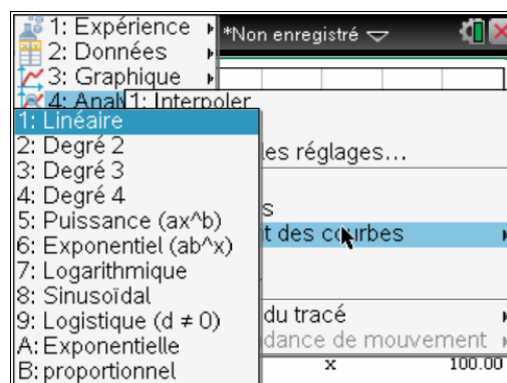 1: Expérience
*Non enregistré
2: Données
3: Graphique
4: Anal
1: Interpoler
1: Linéaire
2: Degré 2
les réglages...
3: Degré 3
4: Degré 4
s
5: Puissance (ax^b)
t des courbes
6: Exponentiel (ab^x)
7: Logarithmique
8: Sinusoïdal
9: Logistique (d ≠ 0)
du tracé
A: Exponentielle
dance de mouvement
B: proportionnel
x
100.00